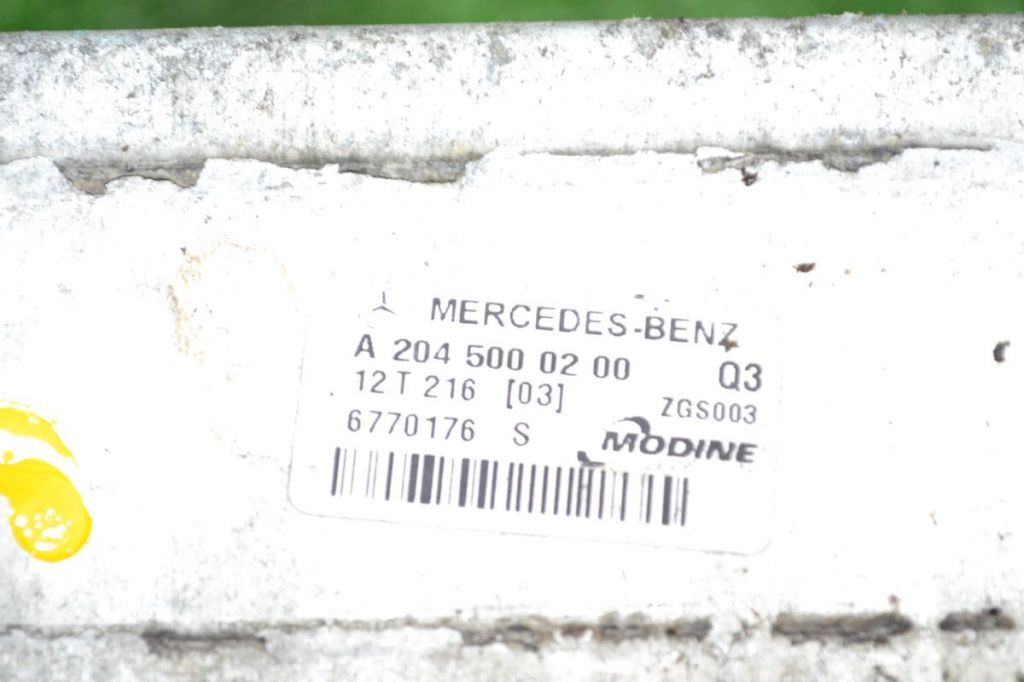 MERCEDES-BENZ
A 204 500 02 00 Q3
12 T 216 [03] ZGS003
6770176 S MODINE